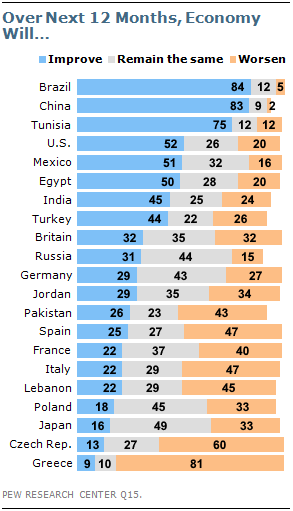 Over Next 12 Months, Economy
Will...
Improve Remain the same Worsen
Brazil 84 12 5
China 83 9 2
Tunisia 75 12 12
U.S. 52 26 20
Mexico 51 32 16
Egypt 50 28 20
India 45 25 24
Turkey 44 22 26
Britain 32 35 32
Russia 31 44 15
Germany 29 43 27
Jordan 29 35 34
Pakistan 26 23 43
Spain 25 27 47
France 22 37 40
Italy 22 29 47
Lebanon 22 29 45
Poland 18 45 33
Japan 16 49 33
Czech Rep. 13 27 60
Greece 9 10 81
PEW RESEARCH CENTER Q15.